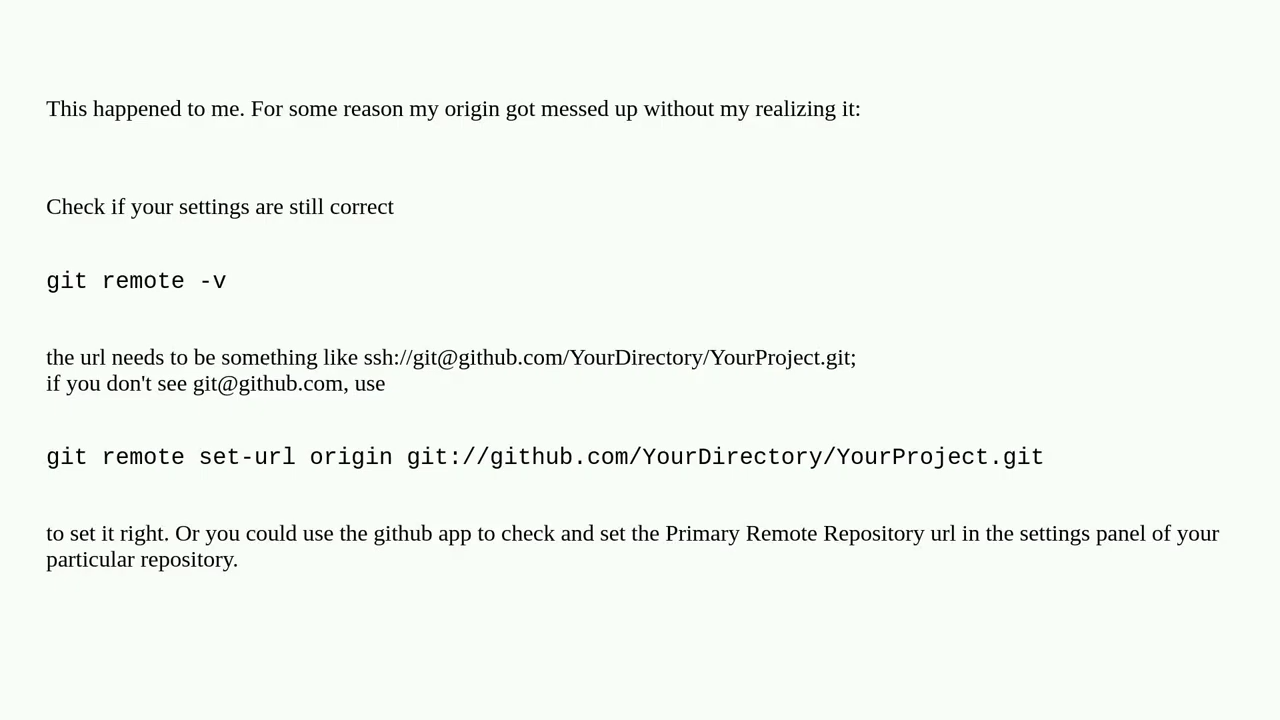 This happened to me. For some reason my origin got messed up without my realizing it:
Check if your settings are still correct
git remote -v
the url needs to be something like ssh://git@github.com/YourDirectory/YourProject.git;
if you don't see git@github.com, use
git remote set-url origin git://github.com/YourDirectory/YourProject.git
to set it right. Or you could use the github app to check and set the Primary Remote Repository url in the settings panel of your
particular repository.